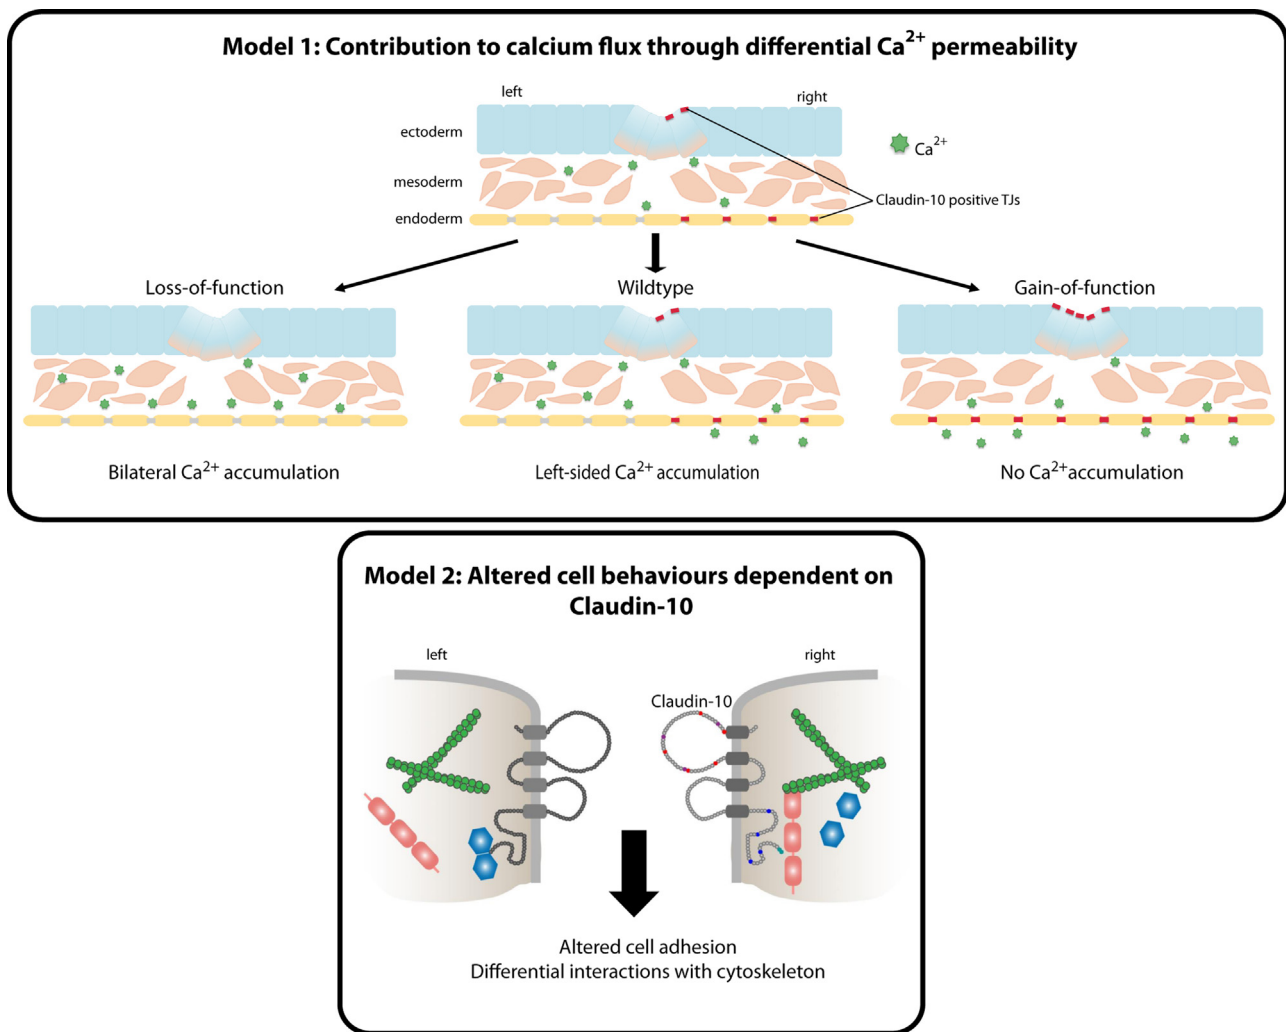 Model 1: Contribution to calcium flux through differential Ca²⁺ permeability
left
right
ectoderm
Ca²⁺
mesoderm
Claudin-10 positive TJs
endoderm
Loss-of-function
Wildtype
Gain-of-function
Bilateral Ca²⁺ accumulation
Left-sided Ca²⁺ accumulation
No Ca²⁺accumulation
Model 2: Altered cell behaviours dependent on
Claudin-10
left
right
Claudin-10
Altered cell adhesion
Differential interactions with cytoskeleton